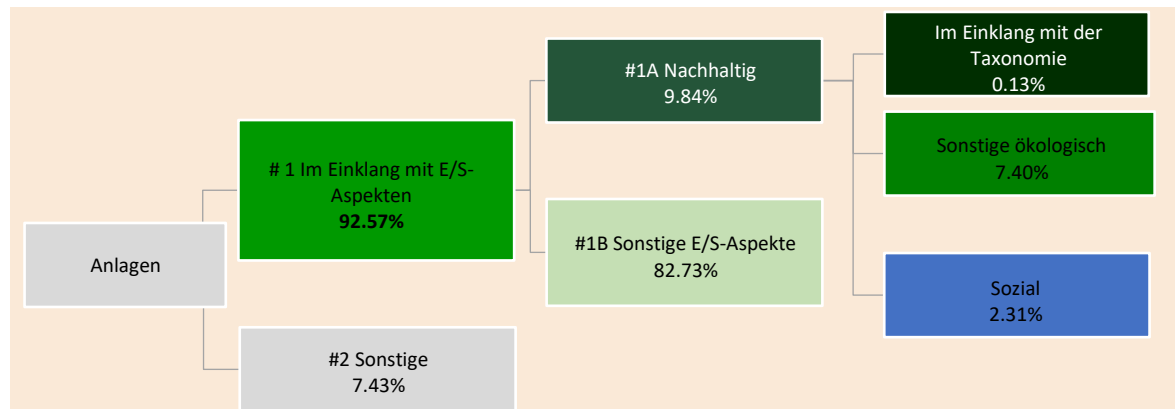 Anlagen
# 1 Im Einklang mit E/S-
Aspekten
92.57%
#2 Sonstige
7.43%
#1A Nachhaltig
9.84%
#1B Sonstige E/S-Aspekte
82.73%
Im Einklang mit der
Taxonomie
0.13%
Sonstige ökologisch
7.40%
Sozial
2.31%